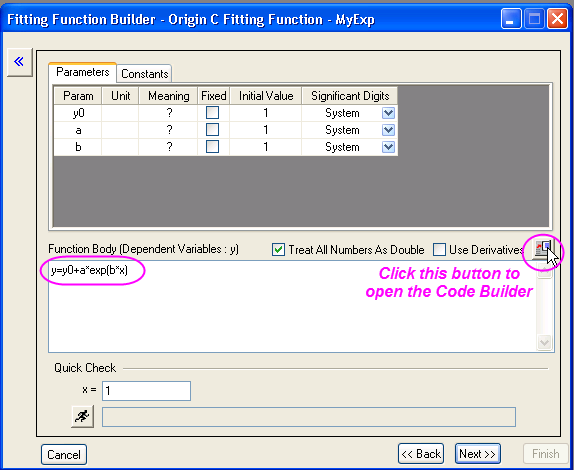 Fitting Function Builder - Origin C Fitting Function - MyExp
Parameters Constants
Param Unit Meaning Fixed Initial Value Significant Digits
y0 ? 1 System
a ? 1 System
b ? 1 System
Function Body (Dependent Variables : y) Treat All Numbers As Double Use Derivatives
y=y0+a*exp(b*x)
Click this button to
open the Code Builder
Quick Check
x = 1
Cancel << Back Next >> Finish